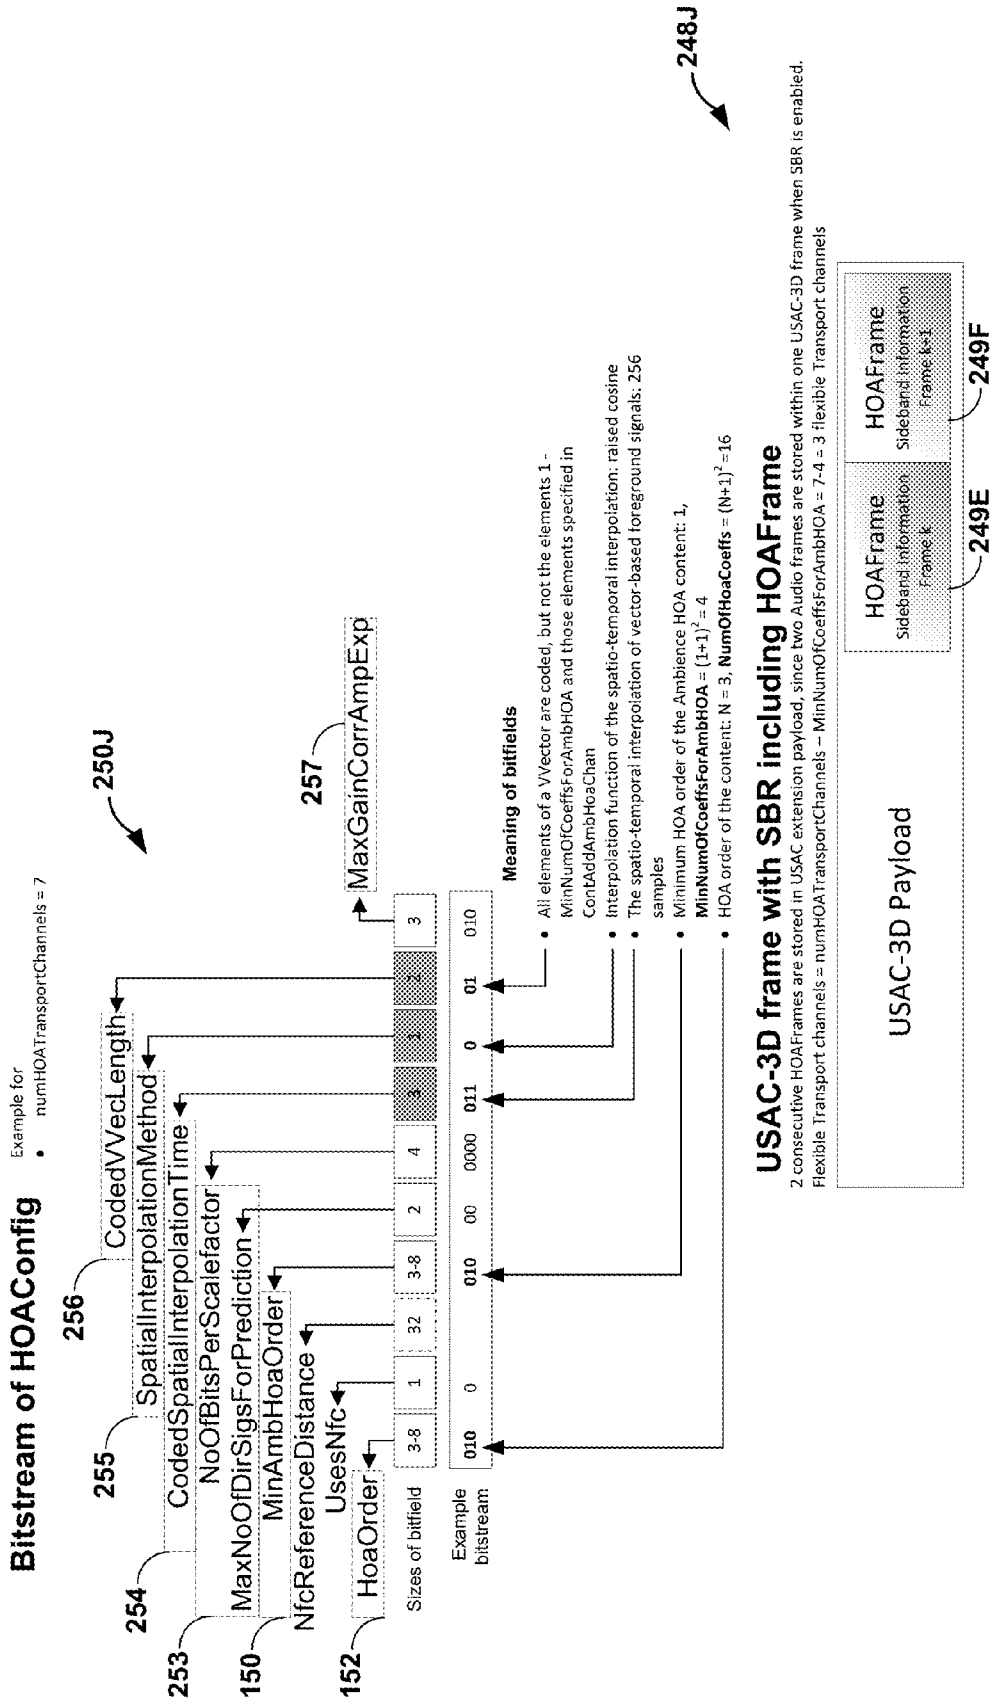 Bitstream of HOAConfig
Example for
• numHOATransportChannels = 7
250J
256
CodedVVecLength
255
SpatialInterpolationMethod
254
CodedSpatialInterpolationTime
253
NoOfBitsPerScalefactor
MaxNoOfDirSigsForPrediction
150
MinAmbHoaOrder
NfcReferenceDistance
UsesNfc
152
HoaOrder
257
MaxGainCorrAmpExp
Sizes of bitfield
3-8 1 32 3-8 2 4 3 1 2 3
Example
bitstream
010 0 010 00 0000 011 0 01 010
Meaning of bitfields
• All elements of a VVector are coded, but not the elements 1 -
MinNumOfCoeffsForAmbHOA and those elements specified in
ContAddAmbHoaChan
• Interpolation function of the spatio-temporal interpolation: raised cosine
• The spatio-temporal interpolation of vector-based foreground signals: 256
samples
• Minimum HOA order of the Ambience HOA content: 1,
MinNumOfCoeffsForAmbHOA = (1+1)² = 4
• HOA order of the content: N = 3, NumOfHoaCoeffs = (N+1)² =16
248J
USAC-3D frame with SBR including HOAFrame
2 consecutive HOAFrames are stored in USAC extension payload, since two Audio frames are stored within one USAC-3D frame when SBR is enabled.
Flexible Transport channels = numHOATransportChannels – MinNumOfCoeffsForAmbHOA = 7-4 = 3 flexible Transport channels
USAC-3D Payload
HOAFrame
Sideband Information
Frame k
HOAFrame
Sideband Information
Frame k+1
249E
249F